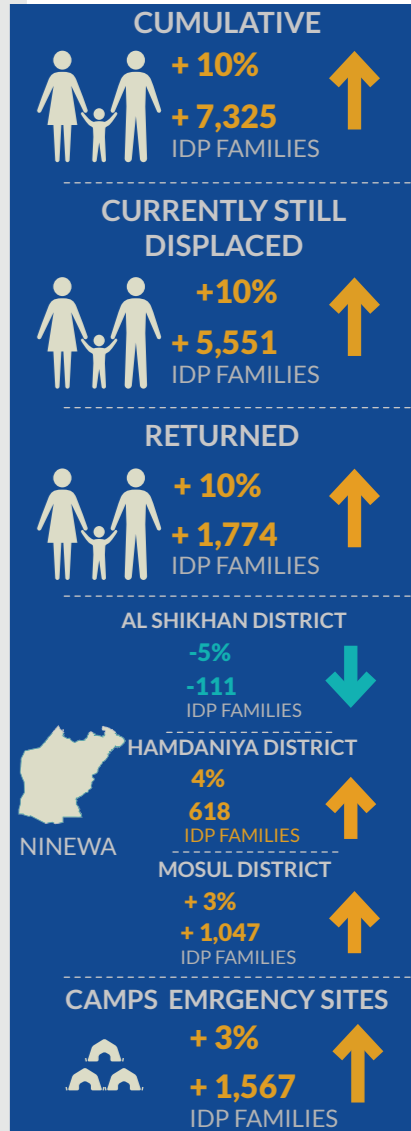 CUMULATIVE
+ 10%
+ 7,325
IDP FAMILIES
CURRENTLY STILL
DISPLACED
+10%
+ 5,551
IDP FAMILIES
RETURNED
+ 10%
+ 1,774
IDP FAMILIES
AL SHIKHAN DISTRICT
-5%
-111
IDP FAMILIES
HAMDANIYA DISTRICT
4%
618
IDP FAMILIES
NINEWA
MOSUL DISTRICT
+ 3%
+ 1,047
IDP FAMILIES
CAMPS EMRGENCY SITES
+ 3%
+ 1,567
IDP FAMILIES